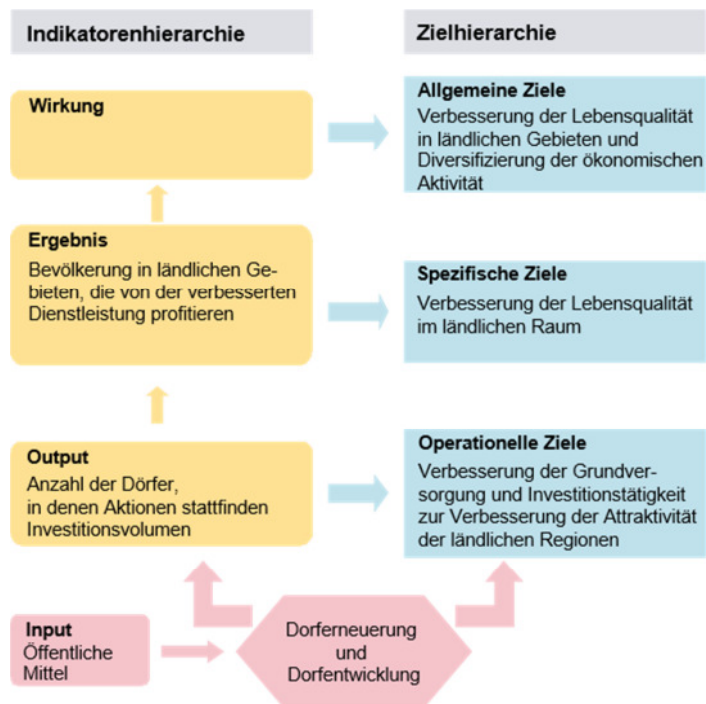 Indikatorenhierarchie
Zielhierarchie
Wirkung
Allgemeine Ziele
Verbesserung der Lebensqualität
in ländlichen Gebieten und
Diversifizierung der ökonomischen
Aktivität
Ergebnis
Bevölkerung in ländlichen Ge-
bieten, die von der verbesserten
Dienstleistung profitieren
Spezifische Ziele
Verbesserung der Lebensqualität
im ländlichen Raum
Output
Anzahl der Dörfer,
in denen Aktionen stattfinden
Investitionsvolumen
Operationelle Ziele
Verbesserung der Grundver-
sorgung und Investitionstätigkeit
zur Verbesserung der Attraktivität
der ländlichen Regionen
Input
Öffentliche
Mittel
Dorferneuerung
und
Dorfentwicklung